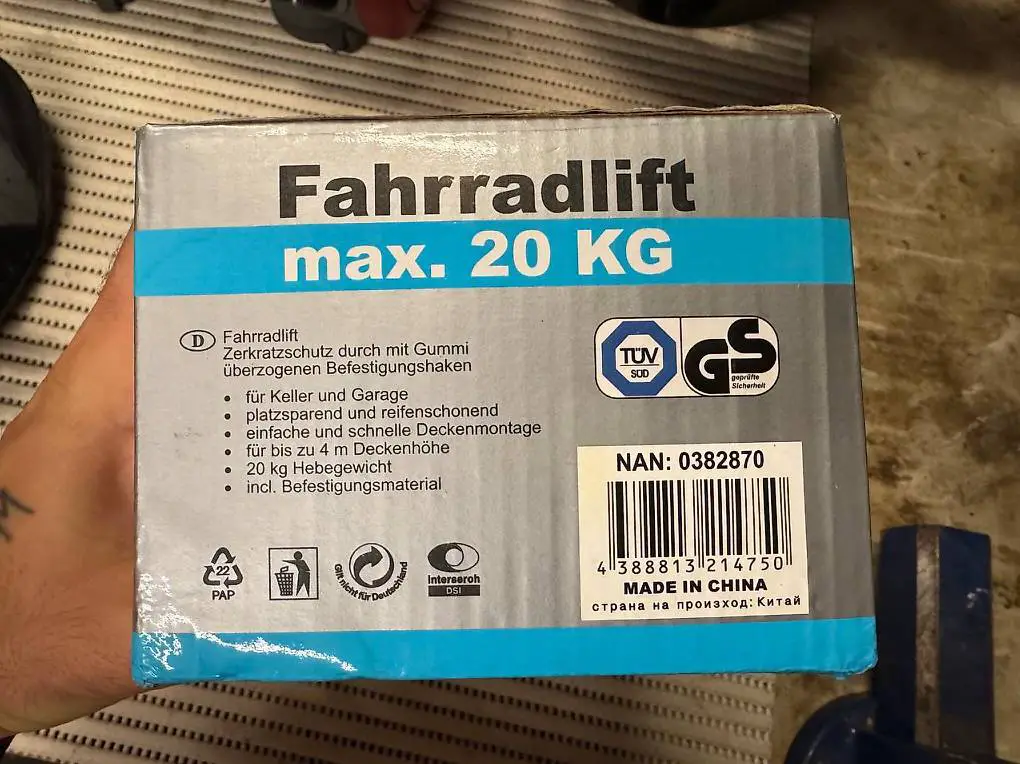 Fahrradlift
max. 20 KG
D Fahrradlift
Zerkratzschutz durch mit Gummi
überzogenen Befestigungshaken
• für Keller und Garage
• platzsparend und reifenschonend
• einfache und schnelle Deckenmontage
• für bis zu 4 m Deckenhöhe
• 20 kg Hebegewicht
• incl. Befestigungsmaterial
TÜV
SÜD
GS
geprüfte
Sicherheit
NAN: 0382870
4 388813 214750
MADE IN CHINA
страна на произход: Китай
22
PAP
Gilt nicht für Deutschland
Interseroh
DSI